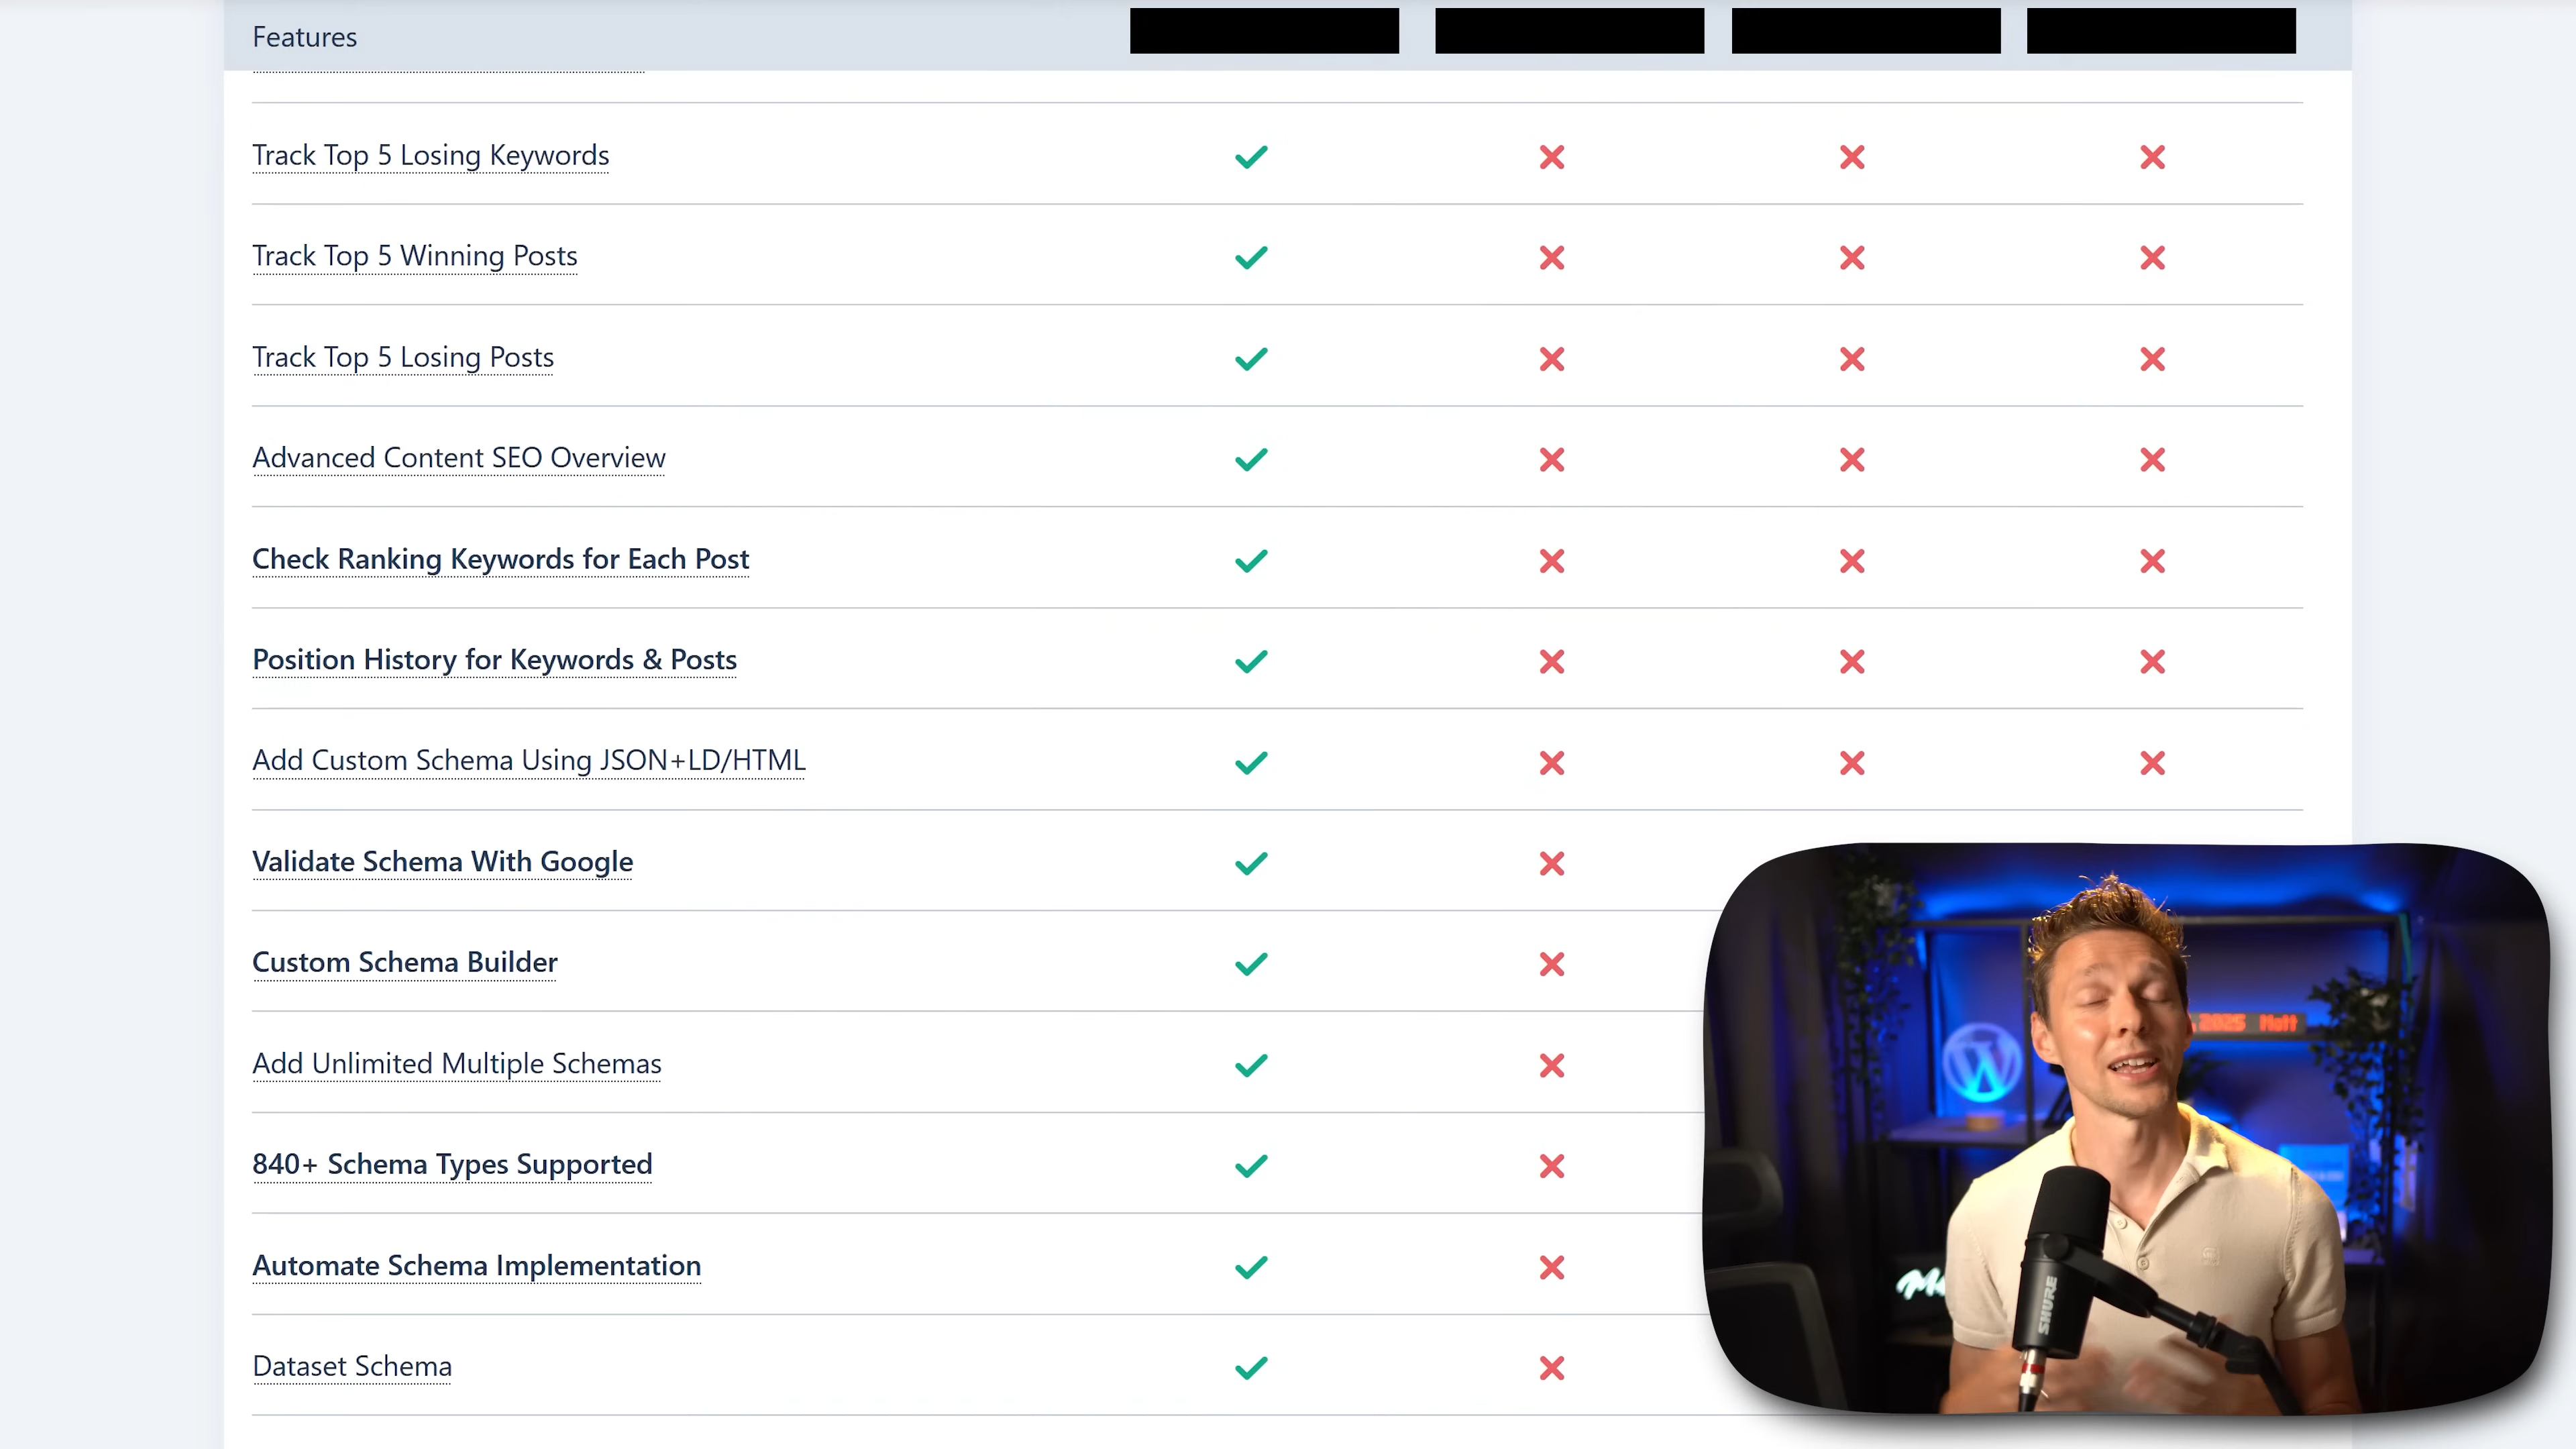 Features
Track Top 5 Losing Keywords
Track Top 5 Winning Posts
Track Top 5 Losing Posts
Advanced Content SEO Overview
Check Ranking Keywords for Each Post
Position History for Keywords & Posts
Add Custom Schema Using JSON+LD/HTML
Validate Schema With Google
Custom Schema Builder
Add Unlimited Multiple Schemas
840+ Schema Types Supported
Automate Schema Implementation
Dataset Schema
2025 Matt
SHURE